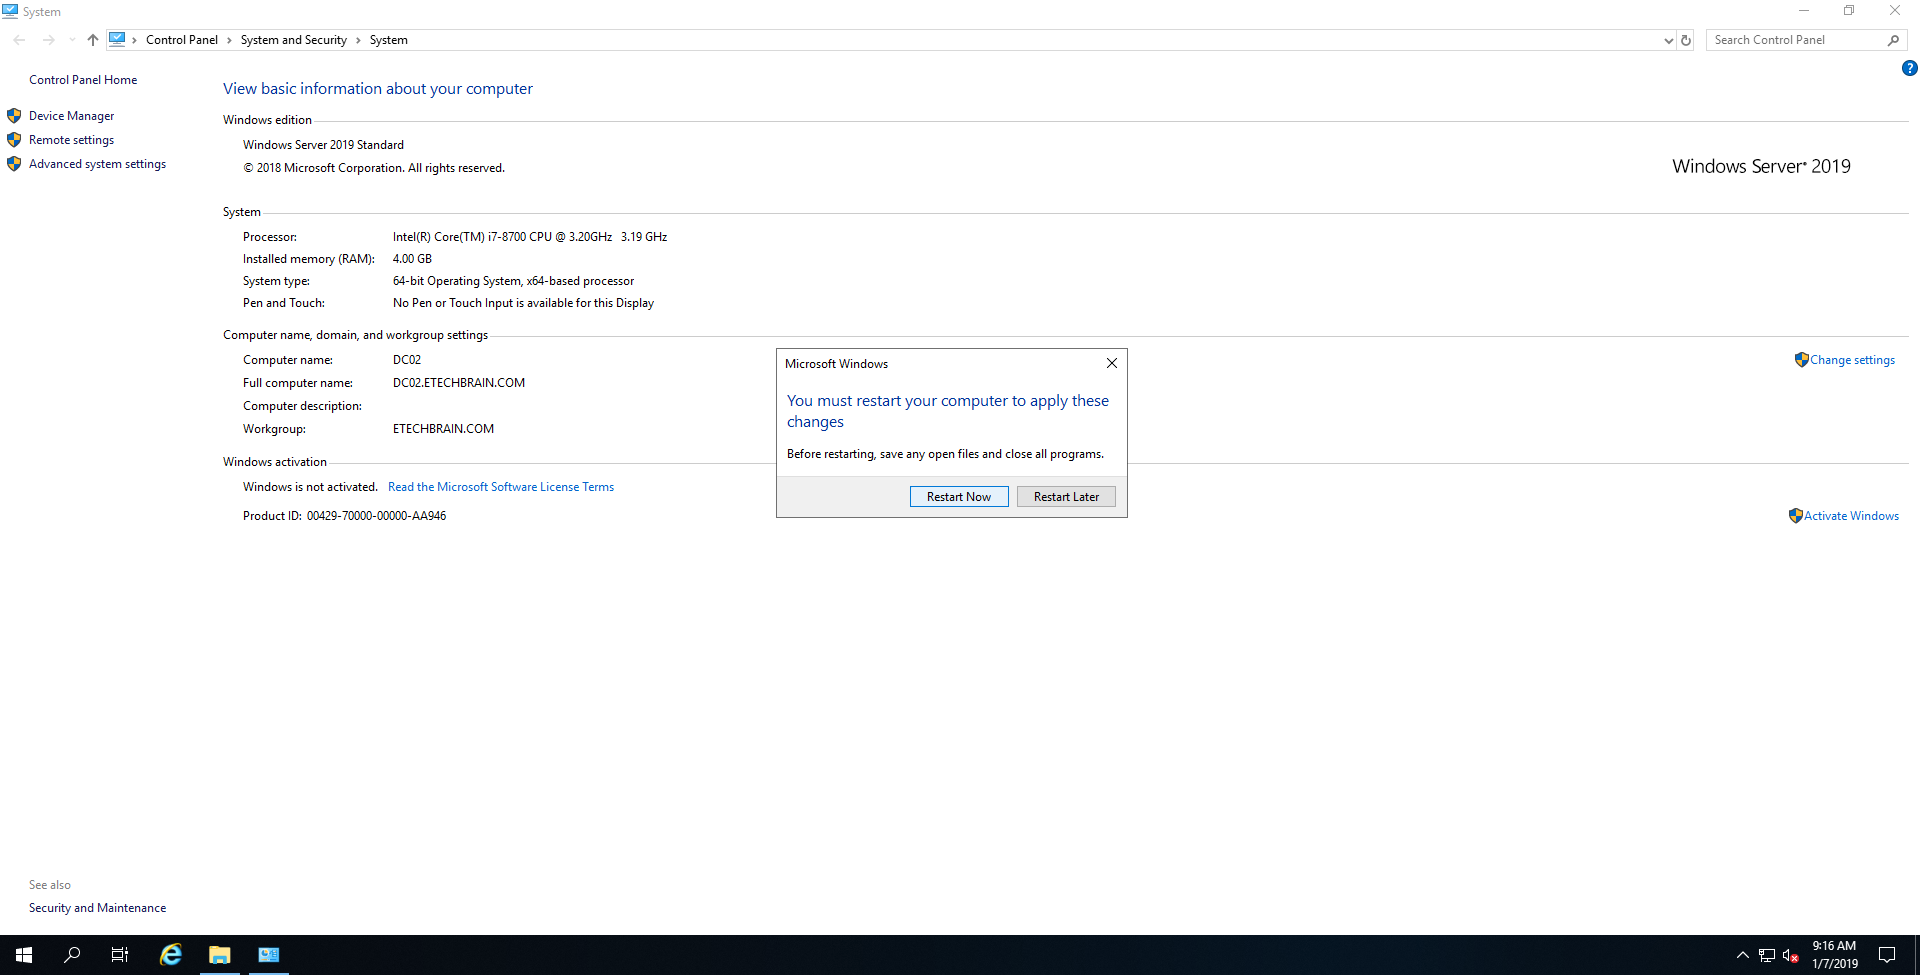 System
Control Panel > System and Security > System
Search Control Panel
?
Control Panel Home
Device Manager
Remote settings
Advanced system settings
View basic information about your computer
Windows edition
Windows Server 2019 Standard
© 2018 Microsoft Corporation. All rights reserved.
Windows Server® 2019
System
Processor: Intel(R) Core(TM) i7-8700 CPU @ 3.20GHz 3.19 GHz
Installed memory (RAM): 4.00 GB
System type: 64-bit Operating System, x64-based processor
Pen and Touch: No Pen or Touch Input is available for this Display
Computer name, domain, and workgroup settings
Computer name: DC02
Change settings
Full computer name: DC02.ETECHBRAIN.COM
Computer description:
Workgroup: ETECHBRAIN.COM
Windows activation
Windows is not activated. Read the Microsoft Software License Terms
Product ID: 00429-70000-00000-AA946
Activate Windows
Microsoft Windows
You must restart your computer to apply these
changes
Before restarting, save any open files and close all programs.
Restart Now
Restart Later
See also
Security and Maintenance
9:16 AM
1/7/2019